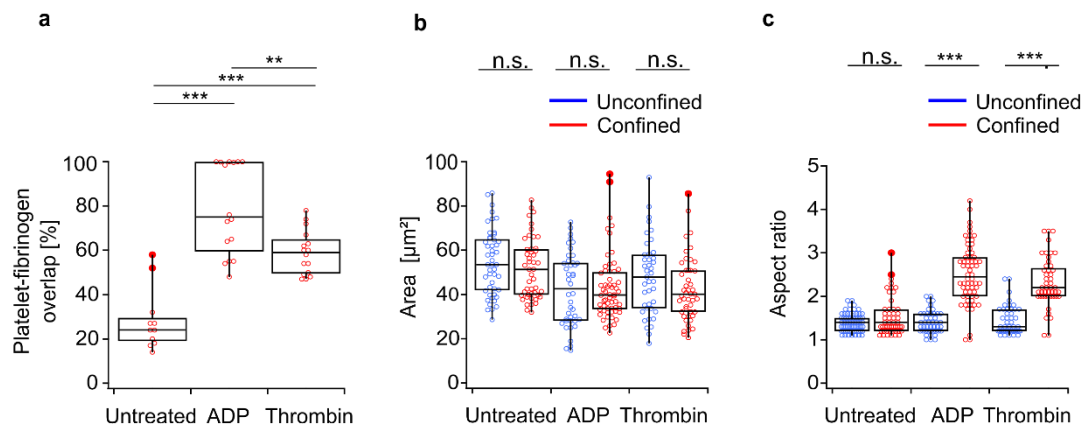 a
**
***
***
Platelet-fibrinogen
overlap [%]
100
80
60
40
20
0
Untreated ADP Thrombin
b
n.s. n.s. n.s.
Unconfined
Confined
Area [µm²]
100
80
60
40
20
0
Untreated ADP Thrombin
c
n.s. *** ***
Unconfined
Confined
Aspect ratio
5
4
3
2
1
0
Untreated ADP Thrombin